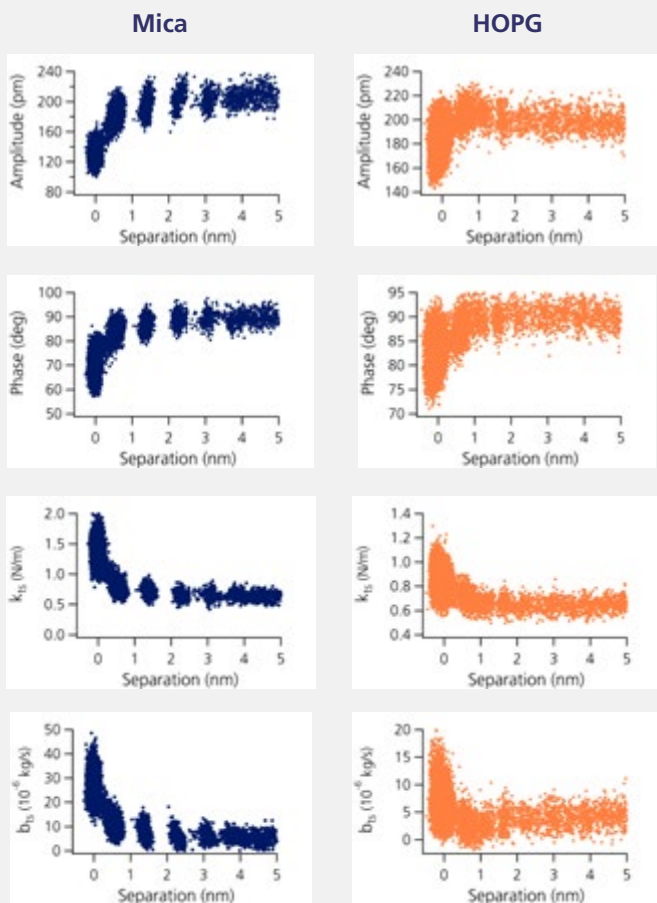 Mica
HOPG
240
200
160
120
80
Amplitude (pm)
0 1 2 3 4 5
Separation (nm)
240
220
200
180
160
140
Amplitude (pm)
0 1 2 3 4 5
Separation (nm)
100
90
80
70
60
50
Phase (deg)
0 1 2 3 4 5
Separation (nm)
95
90
85
80
75
70
Phase (deg)
0 1 2 3 4 5
Separation (nm)
2.0
1.5
1.0
0.5
0.0
kts (N/m)
0 1 2 3 4 5
Separation (nm)
1.4
1.2
1.0
0.8
0.6
0.4
kts (N/m)
0 1 2 3 4 5
Separation (nm)
50
40
30
20
10
0
bts (10⁻⁶ kg/s)
0 1 2 3 4 5
Separation (nm)
20
15
10
5
0
bts (10⁻⁶ kg/s)
0 1 2 3 4 5
Separation (nm)